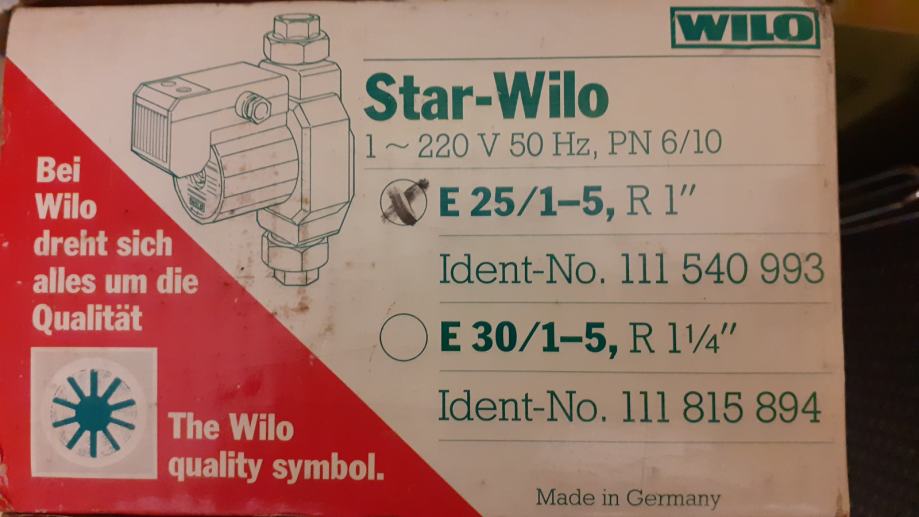 WILO
Star-Wilo
1 ~ 220 V 50 Hz, PN 6/10
E 25/1–5, R 1″
Ident-No. 111 540 993
E 30/1–5, R 1¼″
Ident-No. 111 815 894
Made in Germany
Bei
Wilo
dreht sich
alles um die
Qualität
The Wilo
quality symbol.